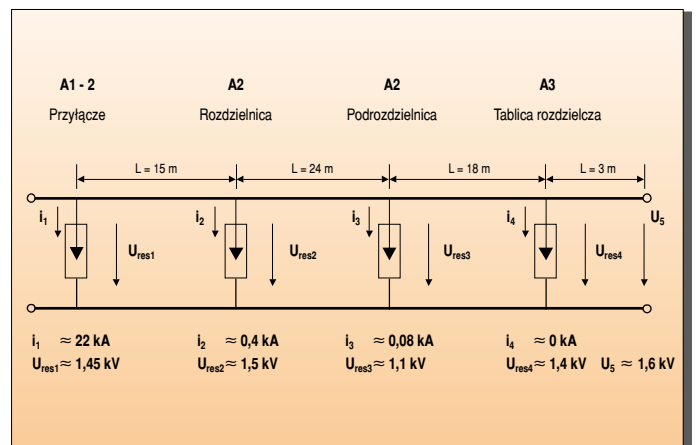 A1 - 2 A2 A2 A3
Przyłącze Rozdzielnica Podrozdzielnica Tablica rozdzielcza
L = 15 m L = 24 m L = 18 m L = 3 m
i1 i2 i3 i4 U5
Ures1 Ures2 Ures3 Ures4
i1 ≈ 22 kA i2 ≈ 0,4 kA i3 ≈ 0,08 kA i4 ≈ 0 kA
Ures1 ≈ 1,45 kV Ures2 ≈ 1,5 kV Ures3 ≈ 1,1 kV Ures4 ≈ 1,4 kV U5 ≈ 1,6 kV